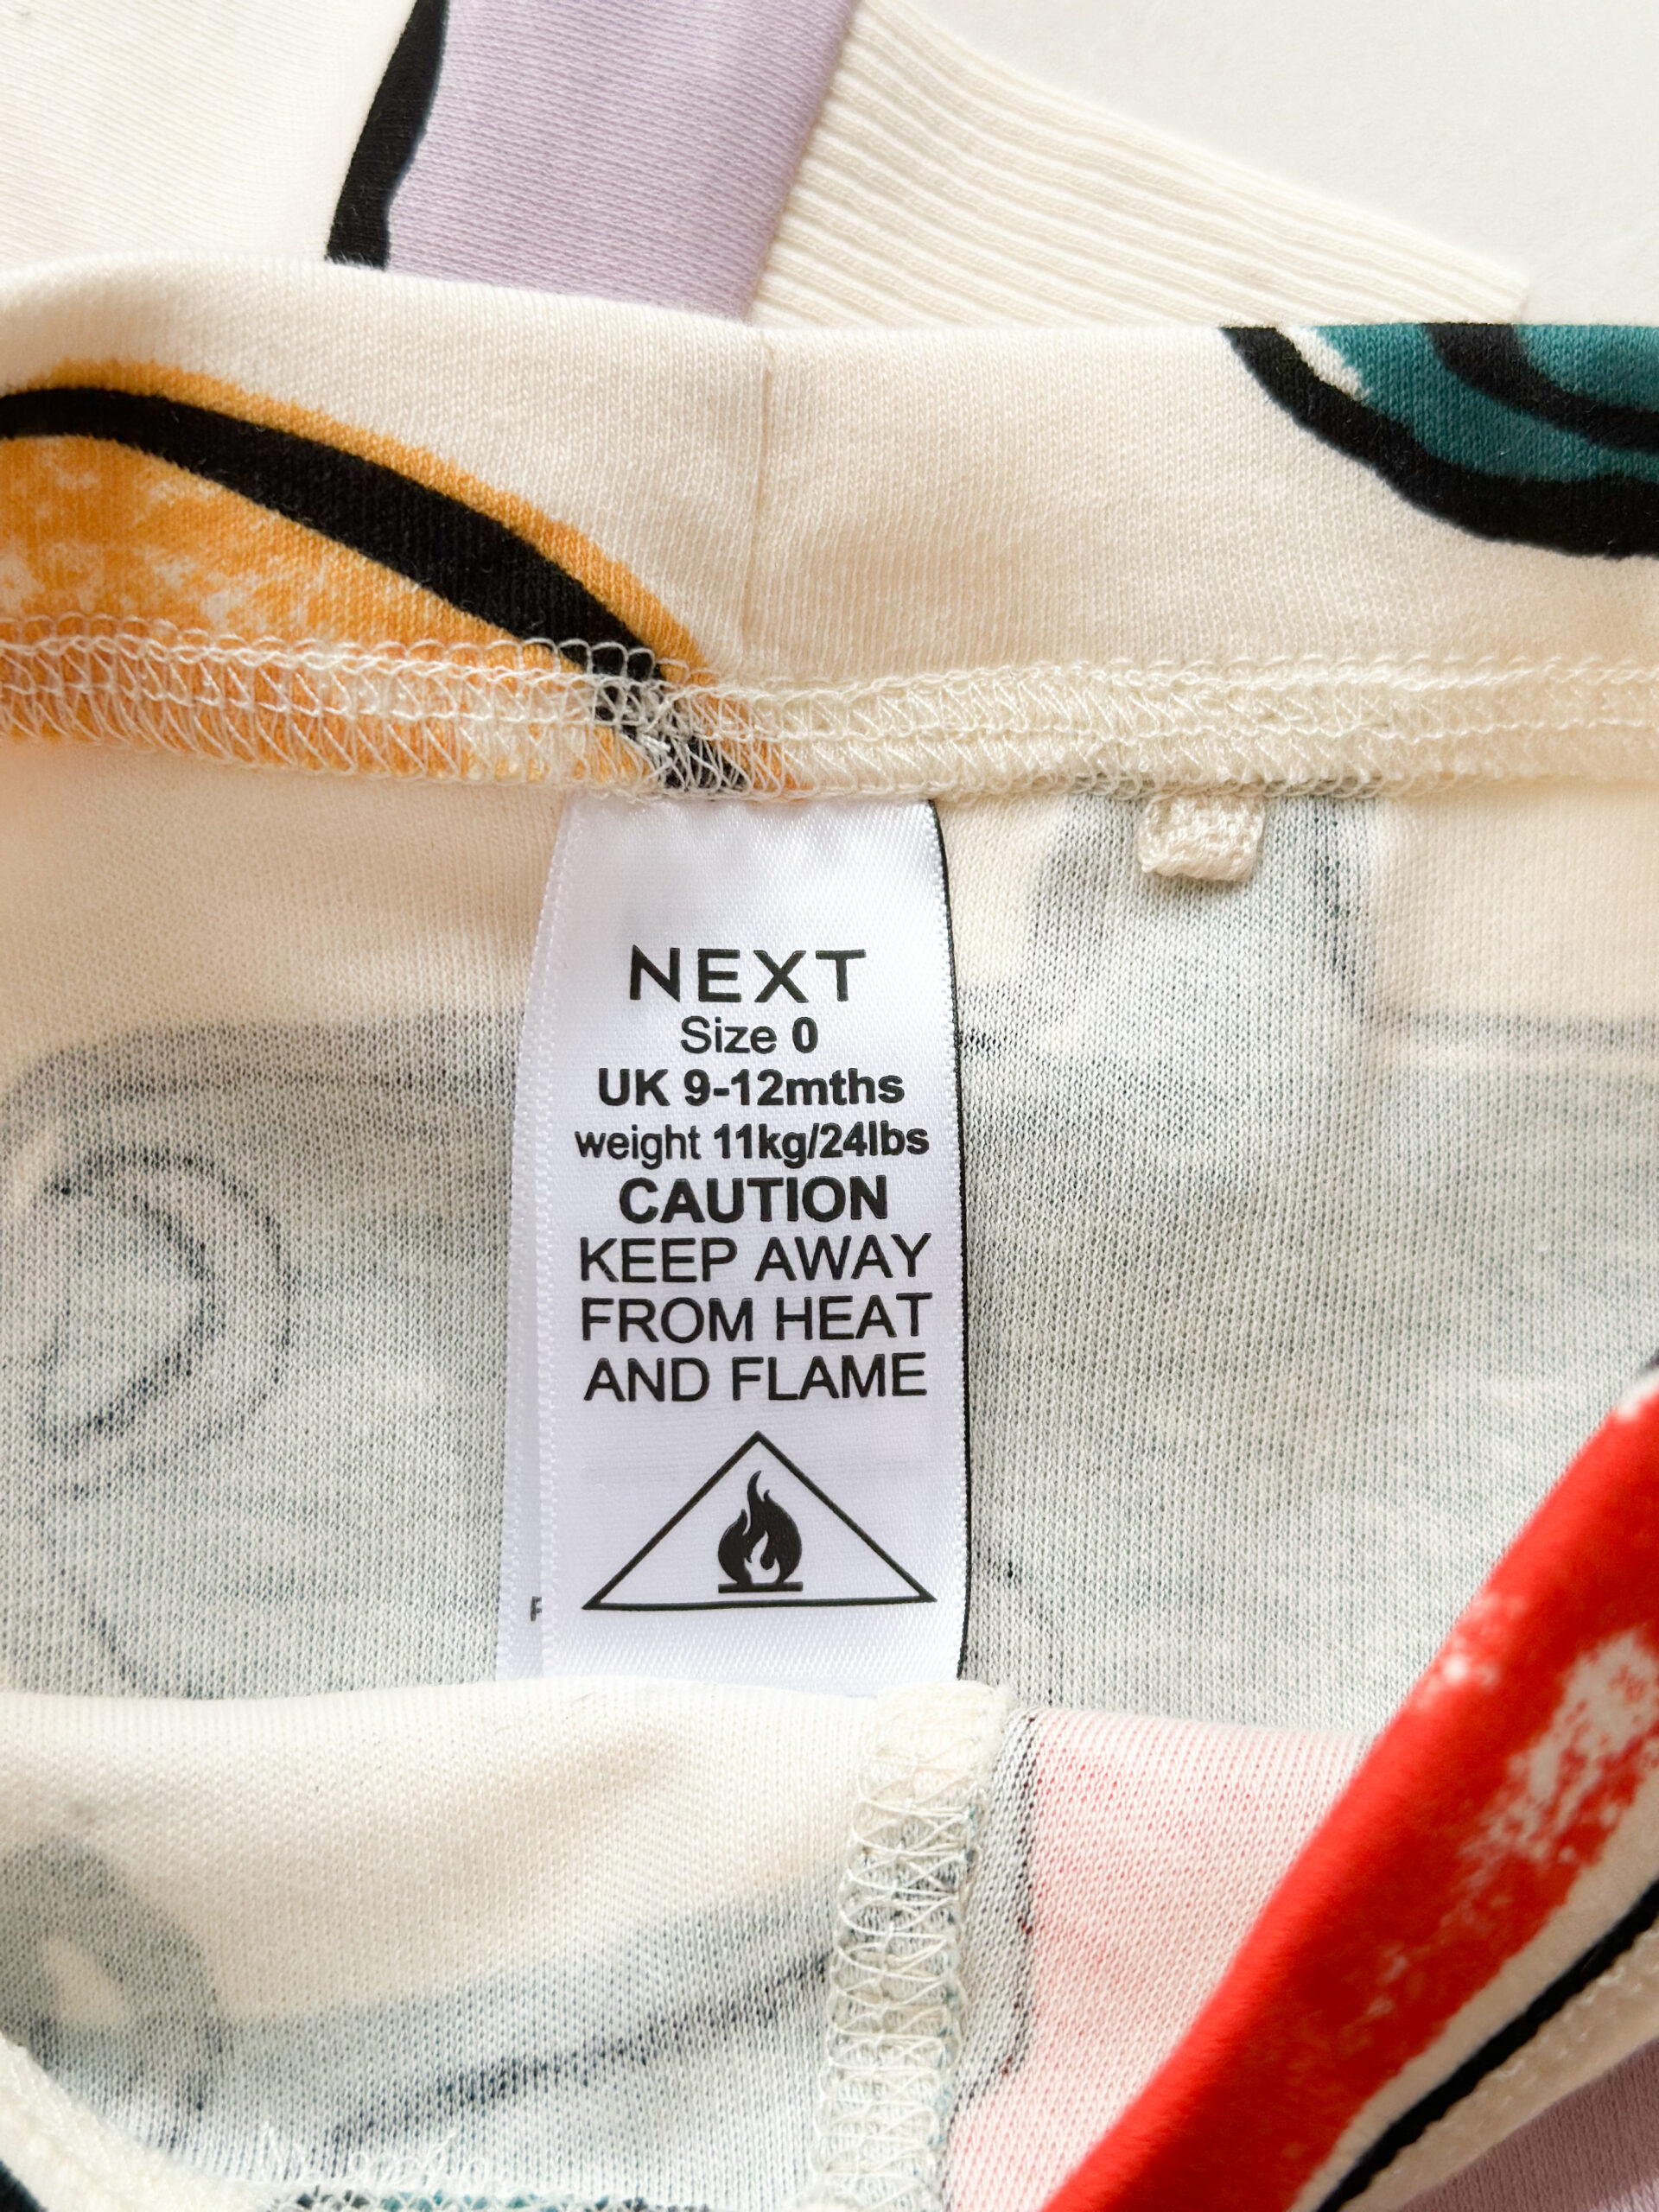 NEXT
Size 0
UK 9-12mths
weight 11kg/24lbs
CAUTION
KEEP AWAY
FROM HEAT
AND FLAME